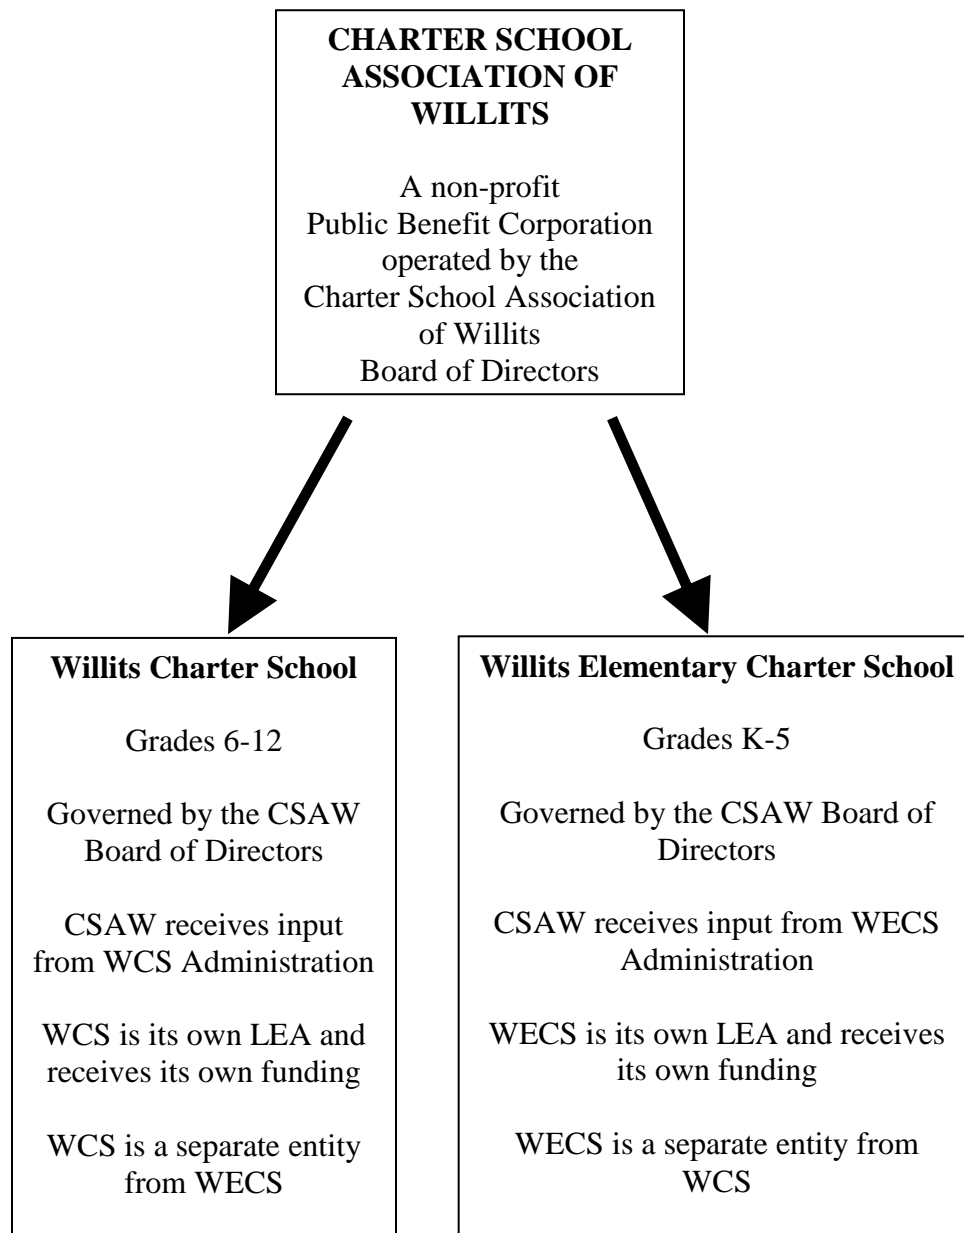 CHARTER SCHOOL
ASSOCIATION OF
WILLITS
A non-profit
Public Benefit Corporation
operated by the
Charter School Association
of Willits
Board of Directors
Willits Charter School
Grades 6-12
Governed by the CSAW
Board of Directors
CSAW receives input
from WCS Administration
WCS is its own LEA and
receives its own funding
WCS is a separate entity
from WECS
Willits Elementary Charter School
Grades K-5
Governed by the CSAW Board of
Directors
CSAW receives input from WECS
Administration
WECS is its own LEA and receives
its own funding
WECS is a separate entity from
WCS